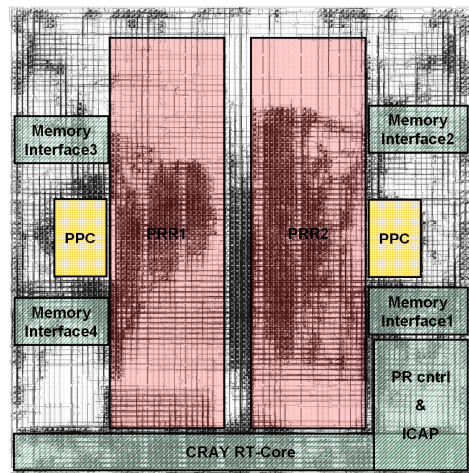 Memory
Interface3
Memory
Interface2
PPC
PRR1
PRR2
PPC
Memory
Interface4
Memory
Interface1
PR cntrl
&
ICAP
CRAY RT-Core